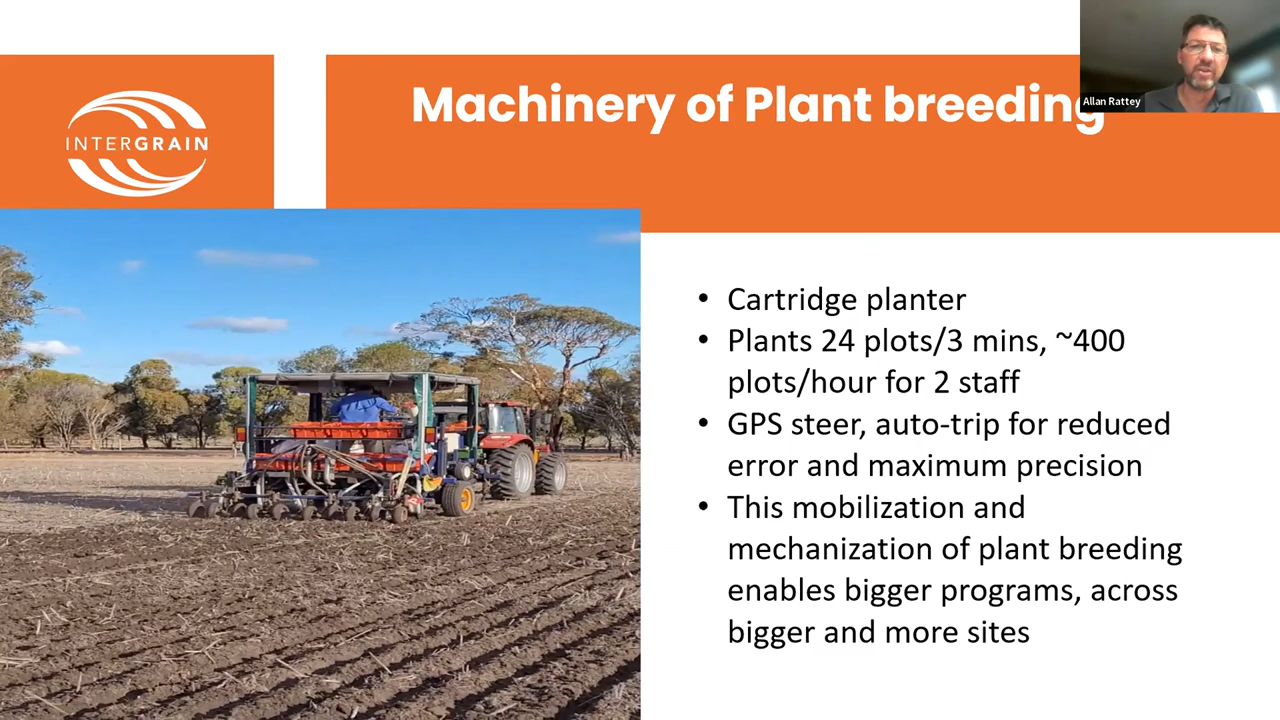 Machinery of Plant breeding
Allan Rattey
INTERGRAIN
• Cartridge planter
• Plants 24 plots/3 mins, ~400
plots/hour for 2 staff
• GPS steer, auto-trip for reduced
error and maximum precision
• This mobilization and
mechanization of plant breeding
enables bigger programs, across
bigger and more sites